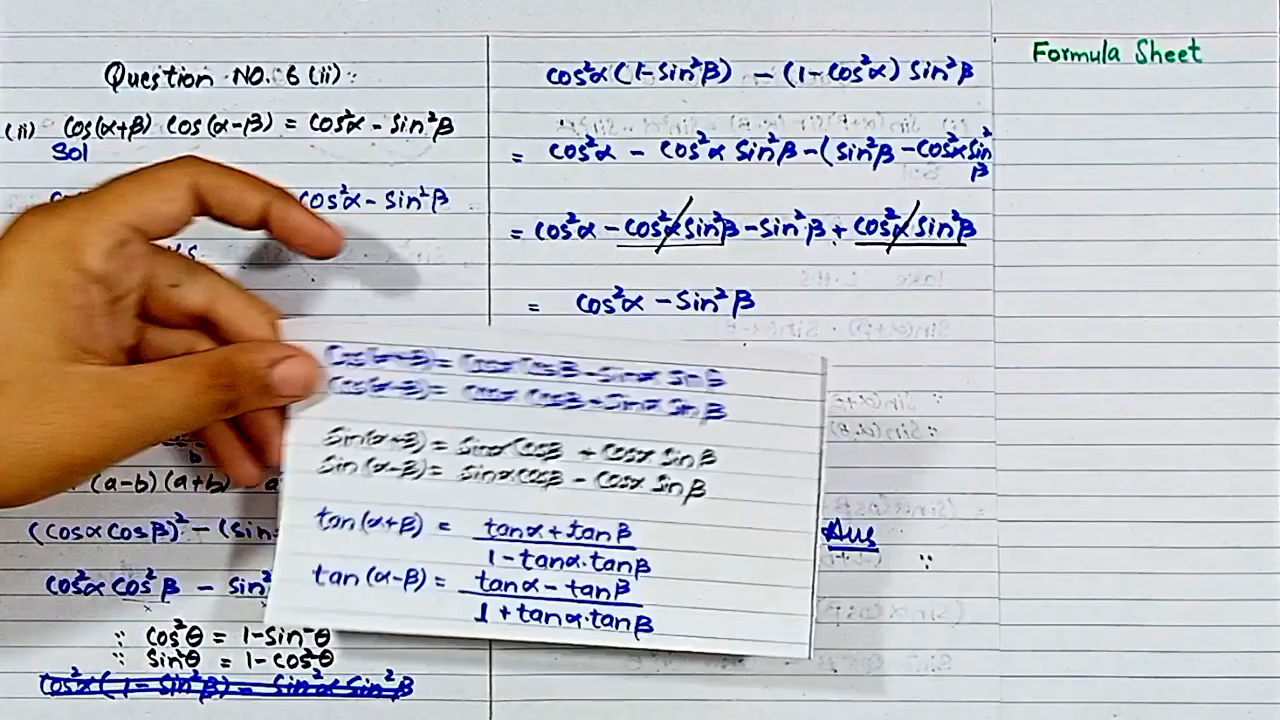 Question No. 6 (ii):
(ii) Cos(α+β) Cos(α-β) = Cos²α - Sin²β
Sol
Cos²α - Sin²β
(a-b) (a+b)
(Cosα Cosβ)² - (Sin
Cos²α Cos²β - Sin²
∵ Cos²θ = 1-Sin²θ
∵ Sin²θ = 1-Cos²θ
Cos²α (1 - Sin²β) - Sin²α Sin²β
Cos²α (1-Sin²β) - (1-Cos²α) Sin²β
= Cos²α - Cos²α Sin²β - (Sin²β - Cos²α Sin²
β
= Cos²α - Cos²α Sin²β - Sin²β + Cos²α Sin²β
= Cos²α - Sin²β
Ans
Cos(α+β) = Cosα Cosβ - Sinα Sinβ
Cos(α-β) = Cosα Cosβ + Sinα Sinβ
Sin(α+β) = Sinα Cosβ + Cosα Sinβ
Sin(α-β) = Sinα Cosβ - Cosα Sinβ
tan(α+β) = tanα + tanβ
1 - tanα·tanβ
tan(α-β) = tanα - tanβ
1 + tanα·tanβ
Formula Sheet